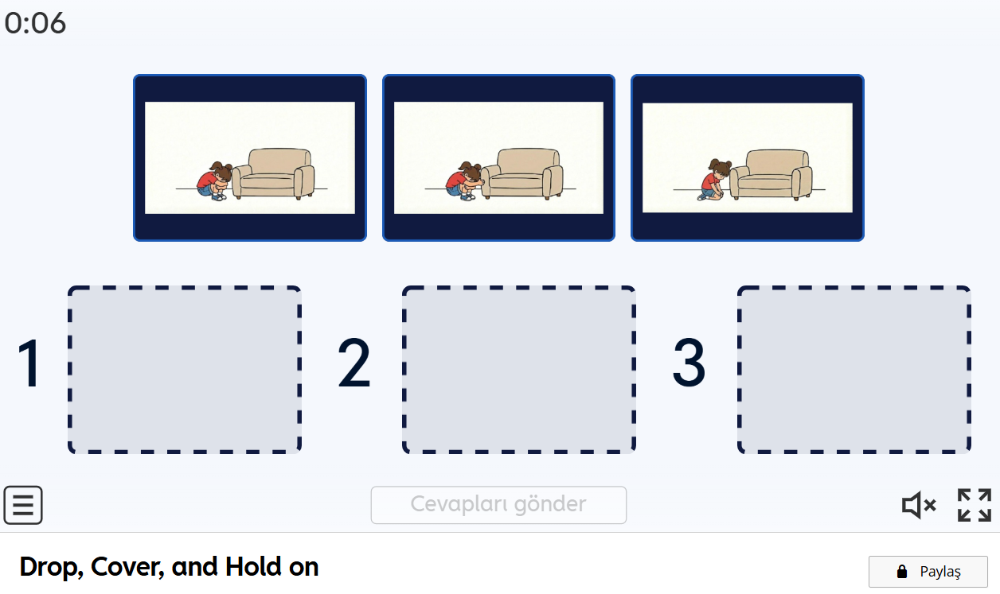 0:06
1
2
3
Cevapları gönder
Drop, Cover, and Hold on
Paylaş